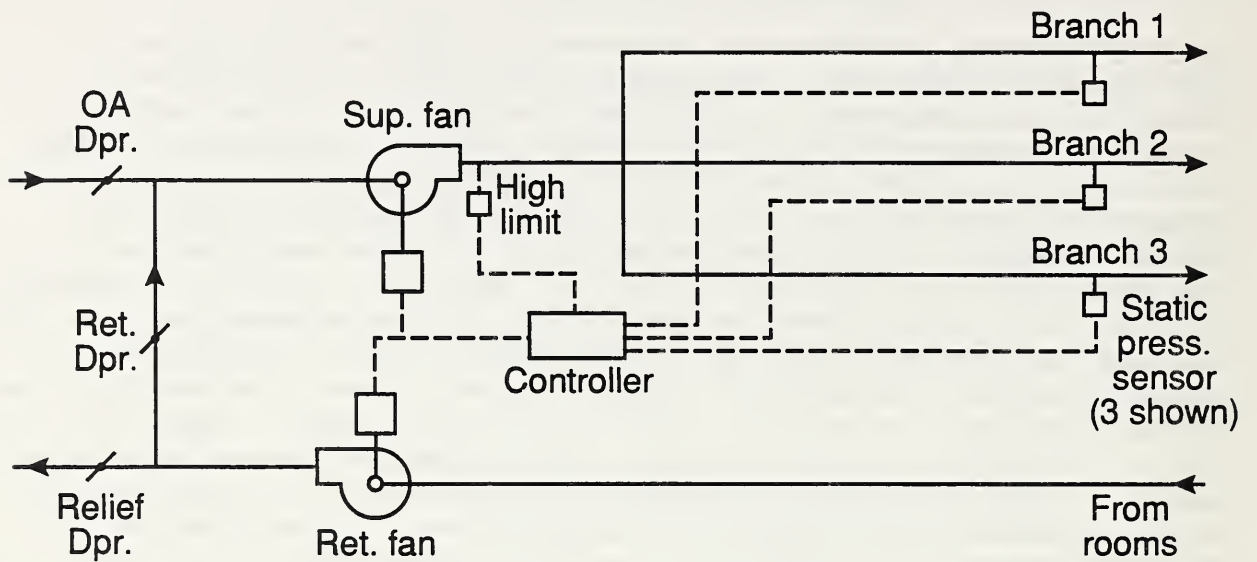 Branch 1
OA
Dpr.
Sup. fan
Branch 2
High
limit
Branch 3
Ret.
Dpr.
Static
press.
sensor
(3 shown)
Controller
Relief
Dpr.
Ret. fan
From
rooms